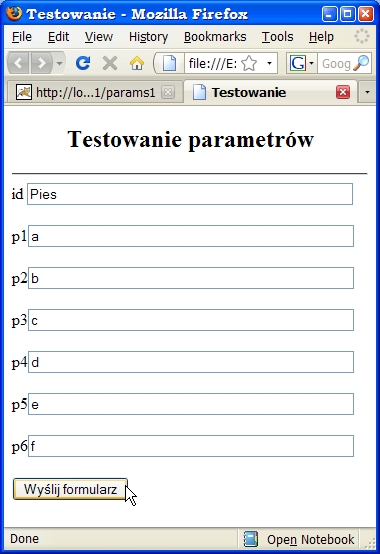 Testowanie - Mozilla Firefox
File Edit View History Bookmarks Tools Help
file:///E: G Goog
http://lo...1/params1 Testowanie
Testowanie parametrów
id Pies
p1 a
p2 b
p3 c
p4 d
p5 e
p6 f
Wyślij formularz
Done Open Notebook